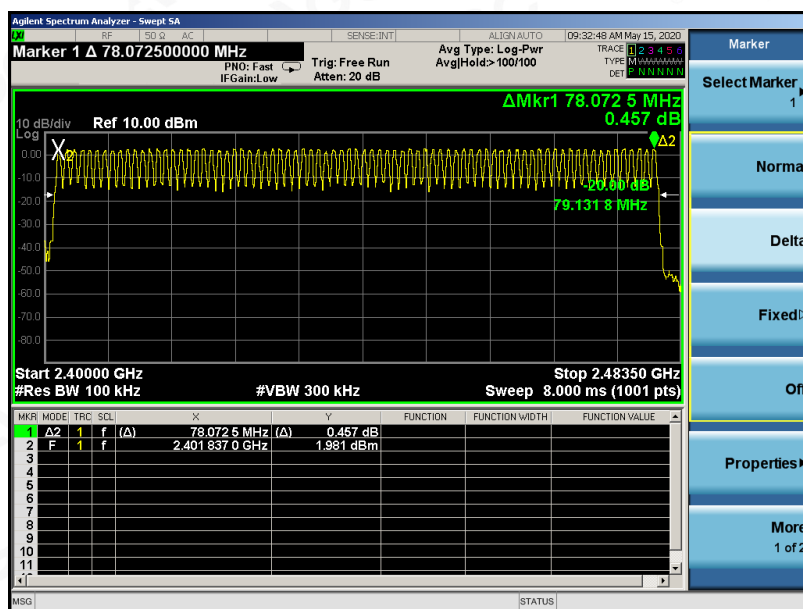 Agilent Spectrum Analyzer - Swept SA
LXI RF 50 Ω AC SENSE:INT ALIGN AUTO 09:32:48 AM May 15, 2020
Marker 1 Δ 78.072500000 MHz
PNO: Fast
IFGain:Low
Trig: Free Run
Atten: 20 dB
Avg Type: Log-Pwr
Avg|Hold:>100/100
TRACE 1 2 3 4 5 6
TYPE M
DET P N N N N N
ΔMkr1 78.072 5 MHz
0.457 dB
10 dB/div Ref 10.00 dBm
Log
0.00
-10.0
-20.0
-30.0
-40.0
-50.0
-60.0
-70.0
-80.0
X2
Δ2
-20.00 dB
79.131 8 MHz
Start 2.40000 GHz Stop 2.48350 GHz
#Res BW 100 kHz #VBW 300 kHz Sweep 8.000 ms (1001 pts)
MKR MODE TRC SCL X Y FUNCTION FUNCTION WIDTH FUNCTION VALUE
1 Δ2 1 f (Δ) 78.072 5 MHz (Δ) 0.457 dB
2 F 1 f 2.401 837 0 GHz 1.981 dBm
3
4
5
6
7
8
9
10
11
MSG STATUS
Marker
Select Marker
1
Norma
Delta
Fixed
Of
Properties
More
1 of 2